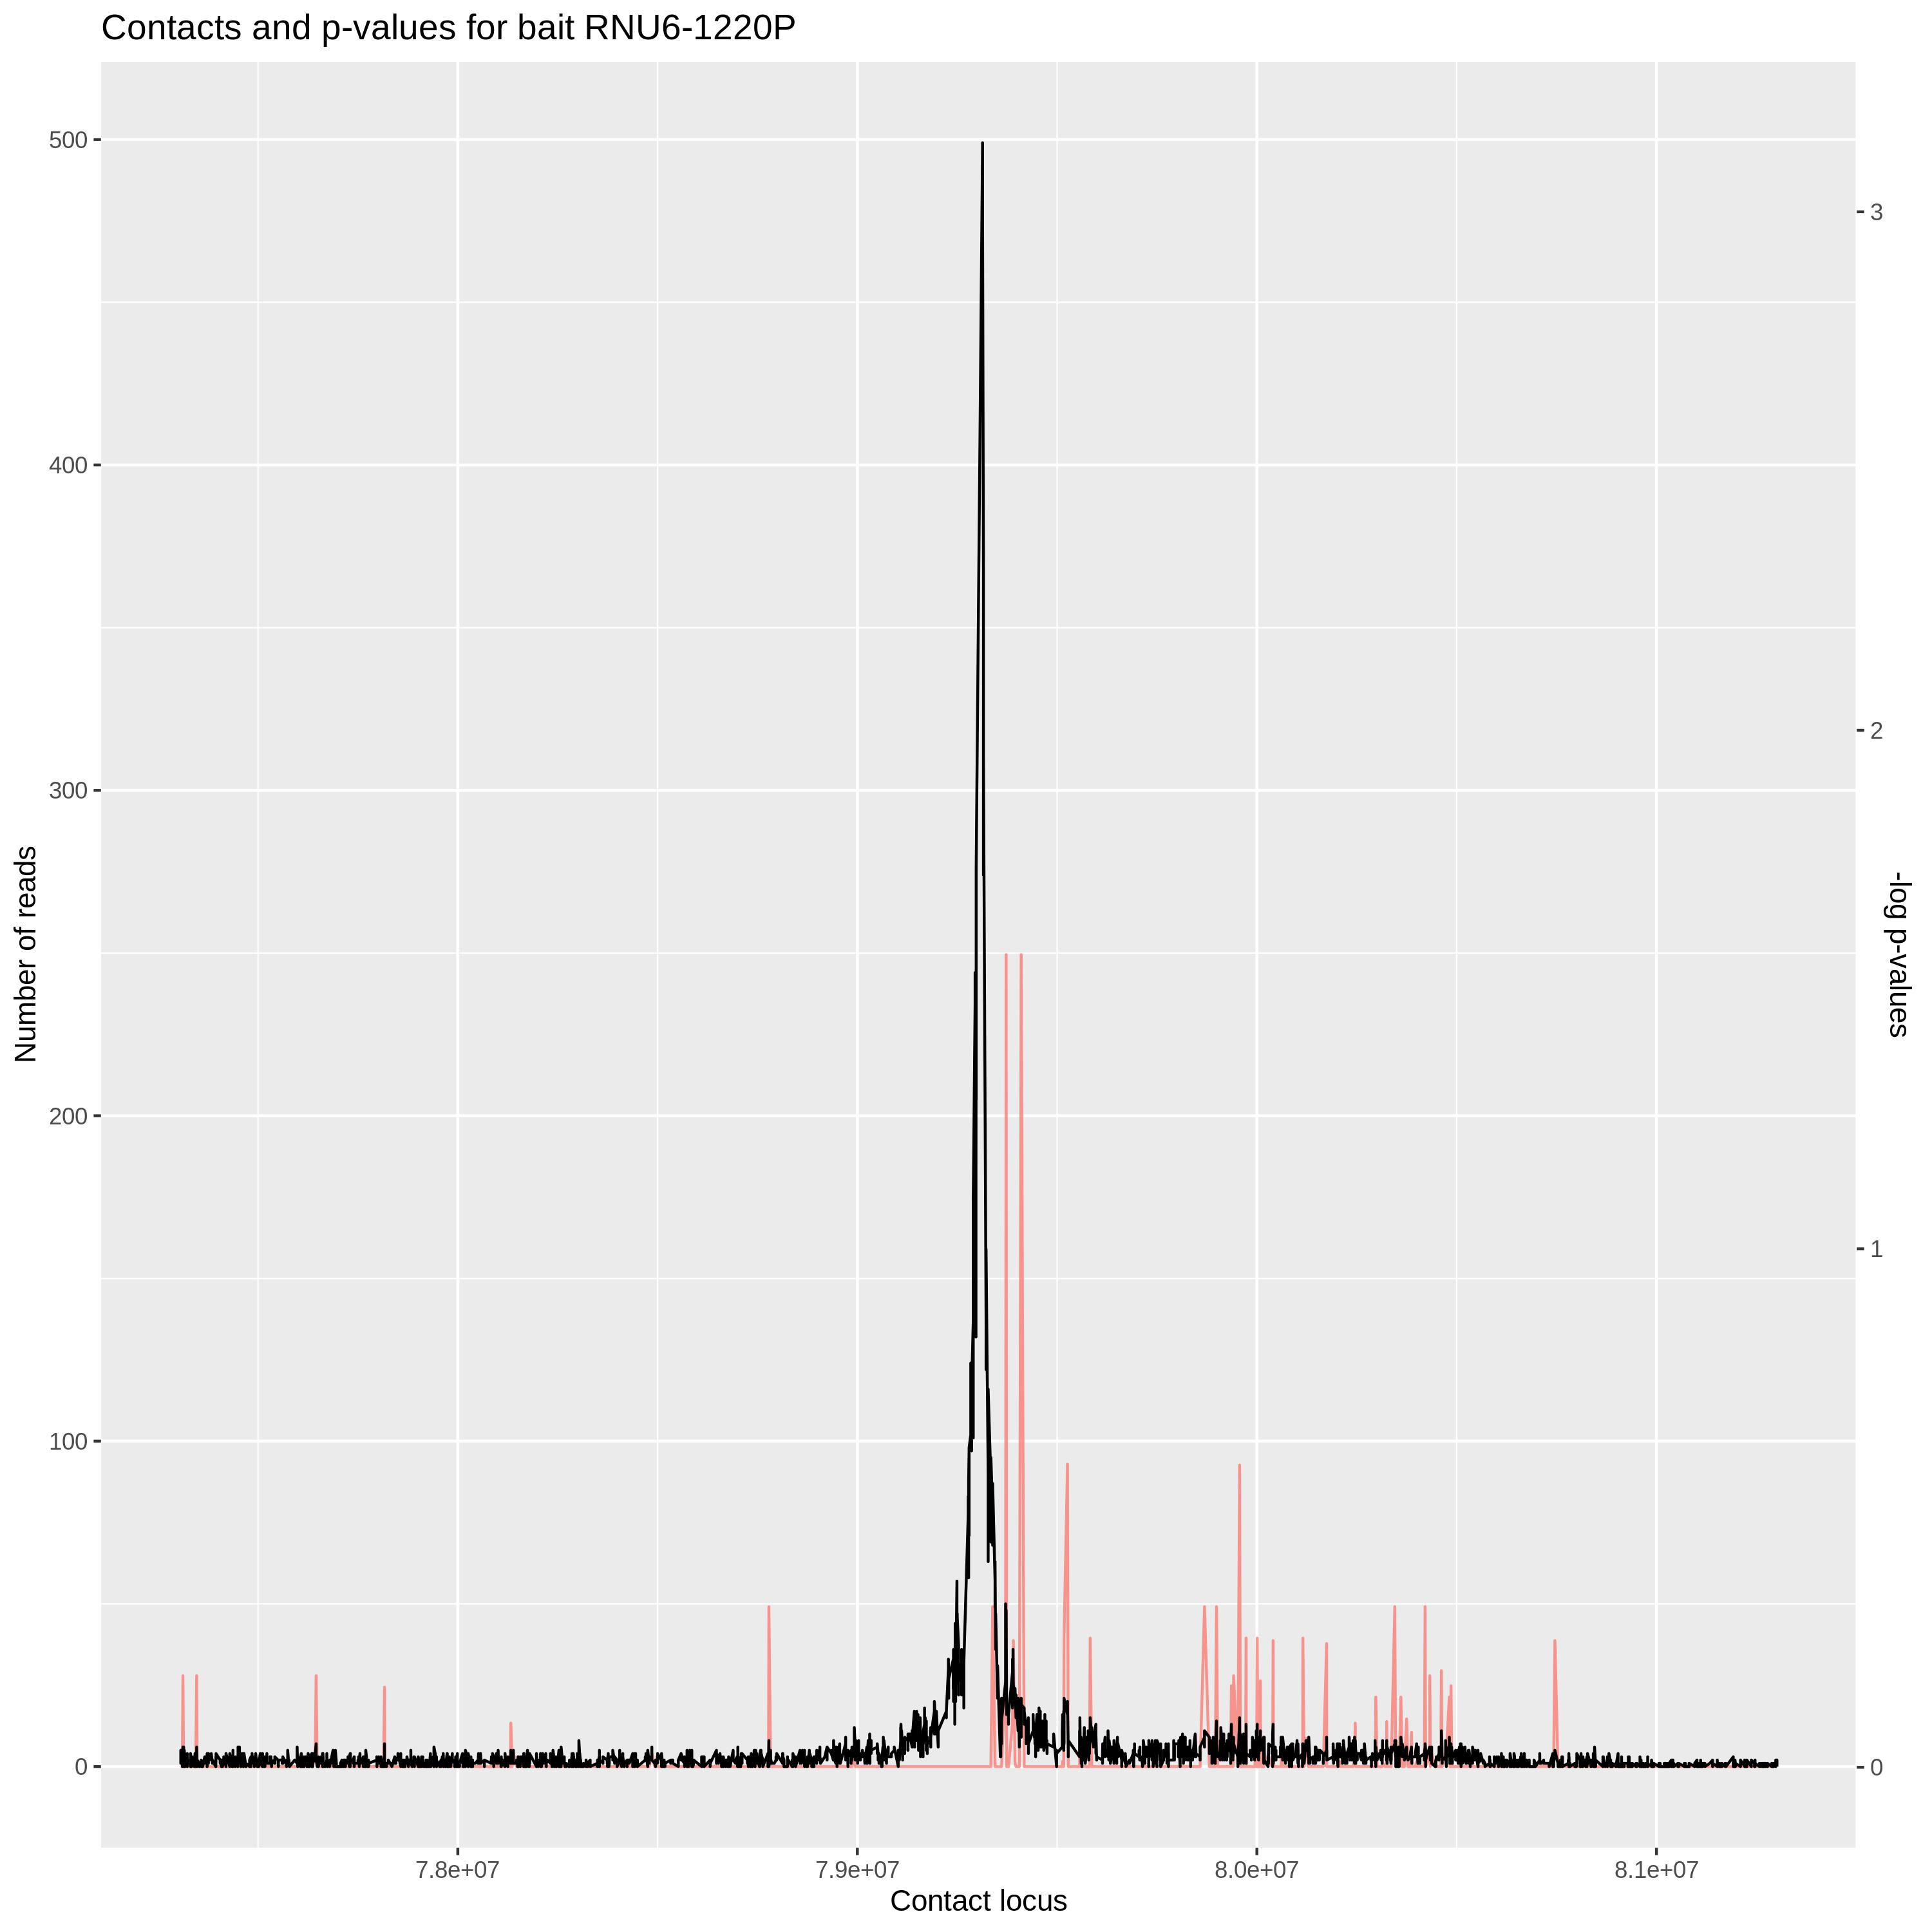 Contacts and p-values for bait RNU6-1220P
500
400
300
200
100
0
Number of reads
3
2
1
0
-log p-values
7.8e+07
7.9e+07
8.0e+07
8.1e+07
Contact locus